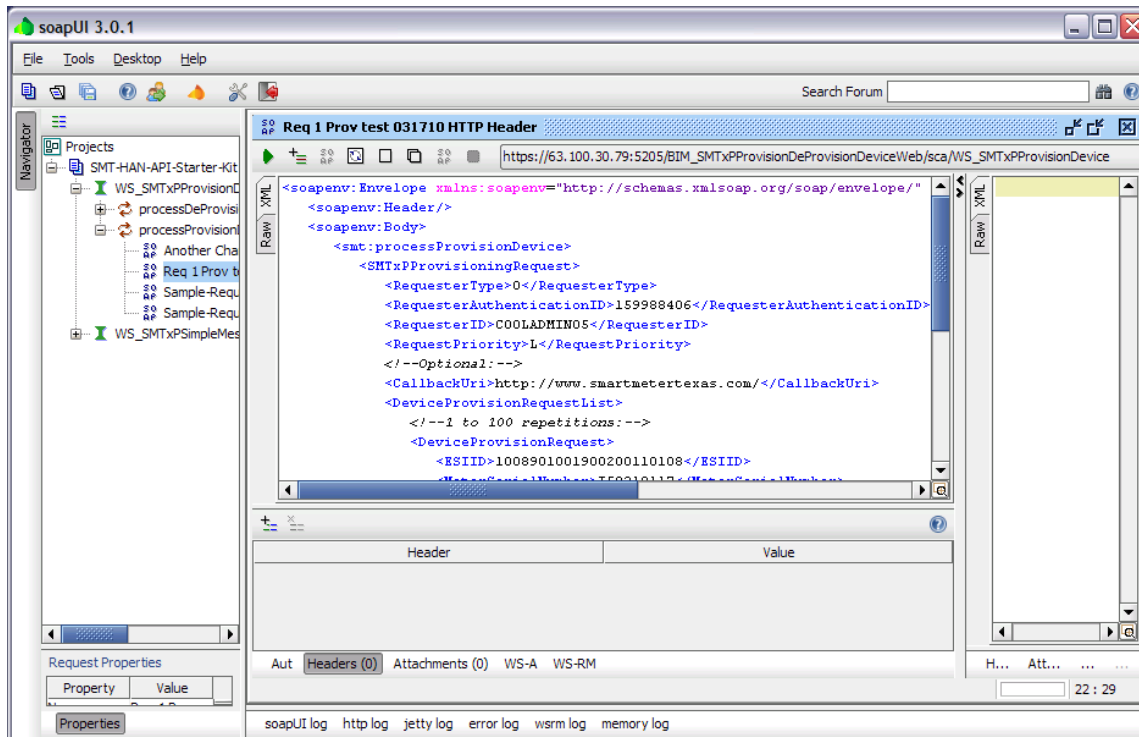 soapUI 3.0.1
File Tools Desktop Help
Search Forum
Navigator
Projects
SMT-HAN-API-Starter-Kit
WS_SMTxPProvisionD
processDeProvisi
processProvisionI
Another Cha
Req 1 Prov t
Sample-Requ
Sample-Requ
WS_SMTxPSimpleMes
Request Properties
Property Value
Properties
Req 1 Prov test 031710 HTTP Header
https://63.100.30.79:5205/BIM_SMTxPProvisionDeProvisionDeviceWeb/sca/WS_SMTxPProvisionDevice
XML
Raw
<soapenv:Envelope xmlns:soapenv="http://schemas.xmlsoap.org/soap/envelope/"
<soapenv:Header/>
<soapenv:Body>
<smt:processProvisionDevice>
<SMTxPProvisioningRequest>
<RequesterType>O</RequesterType>
<RequesterAuthenticationID>159988406</RequesterAuthenticationID>
<RequesterID>COOLADMIN05</RequesterID>
<RequestPriority>L</RequestPriority>
<!--Optional:-->
<CallbackUri>http://www.smartmetertexas.com/</CallbackUri>
<DeviceProvisionRequestList>
<!--1 to 100 repetitions:-->
<DeviceProvisionRequest>
<ESIID>1008901001900200110108</ESIID>
Header Value
Aut Headers (0) Attachments (0) WS-A WS-RM
XML
Raw
H... Att... ... ...
22 : 29
soapUI log http log jetty log error log wsrm log memory log